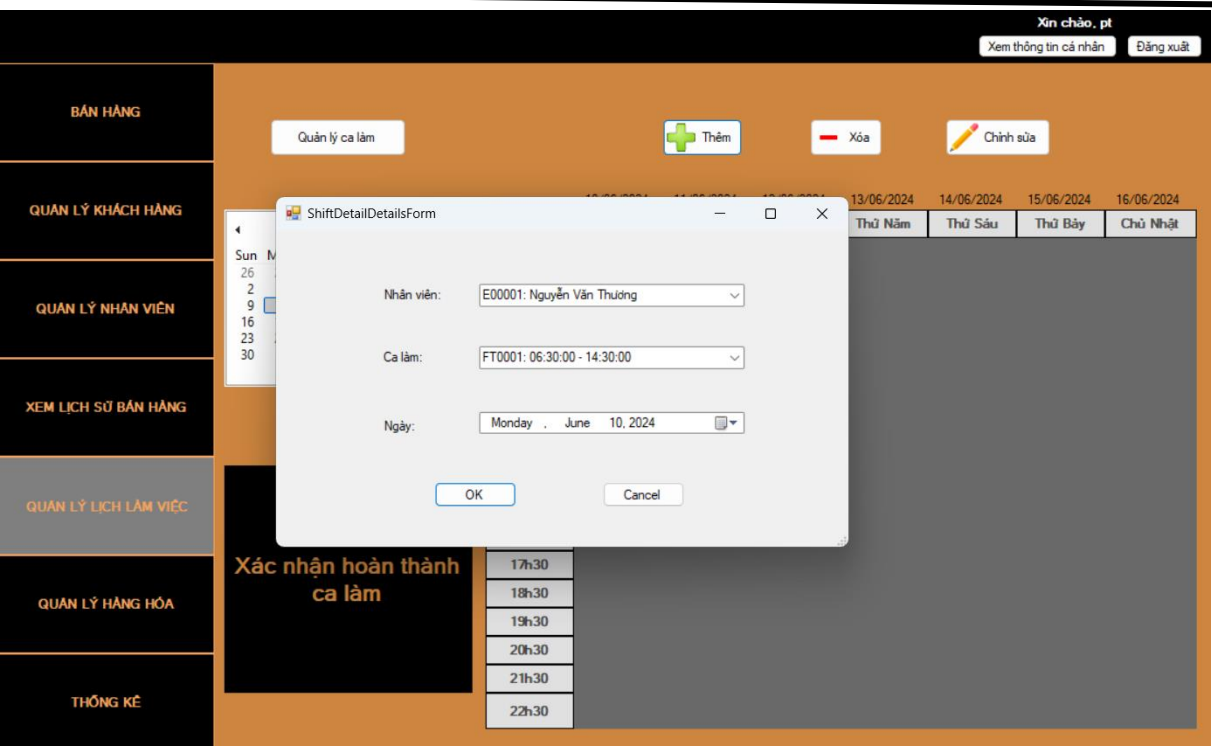 Xin chào, pt
Xem thông tin cá nhân
Đăng xuất
BÁN HÀNG
QUẢN LÝ KHÁCH HÀNG
QUẢN LÝ NHÂN VIÊN
XEM LỊCH SỬ BÁN HÀNG
QUẢN LÝ LỊCH LÀM VIỆC
QUẢN LÝ HÀNG HÓA
THỐNG KÊ
Quản lý ca làm
Thêm
Xóa
Chỉnh sửa
13/06/2024 14/06/2024 15/06/2024 16/06/2024
Thứ Năm Thứ Sáu Thứ Bảy Chủ Nhật
Sun
26
2
9
16
23
30
ShiftDetailDetailsForm
Nhân viên: E00001: Nguyễn Văn Thương
Ca làm: FT0001: 06:30:00 - 14:30:00
Ngày: Monday , June 10, 2024
OK Cancel
Xác nhận hoàn thành
ca làm
17h30
18h30
19h30
20h30
21h30
22h30